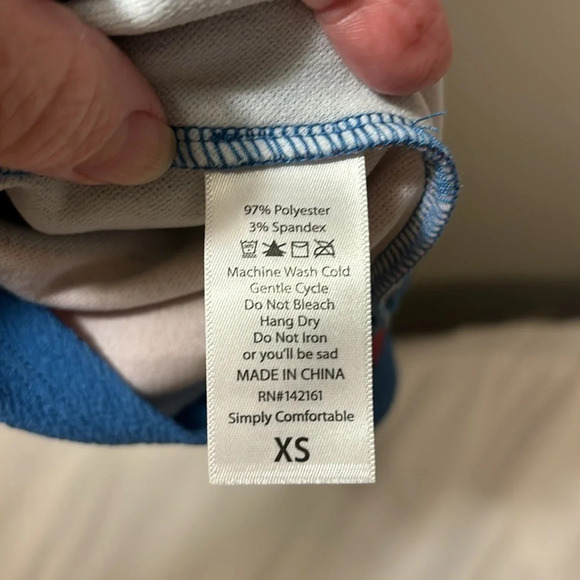 97% Polyester
3% Spandex
Machine Wash Cold
Gentle Cycle
Do Not Bleach
Hang Dry
Do Not Iron
or you'll be sad
MADE IN CHINA
RN#142161
Simply Comfortable
XS